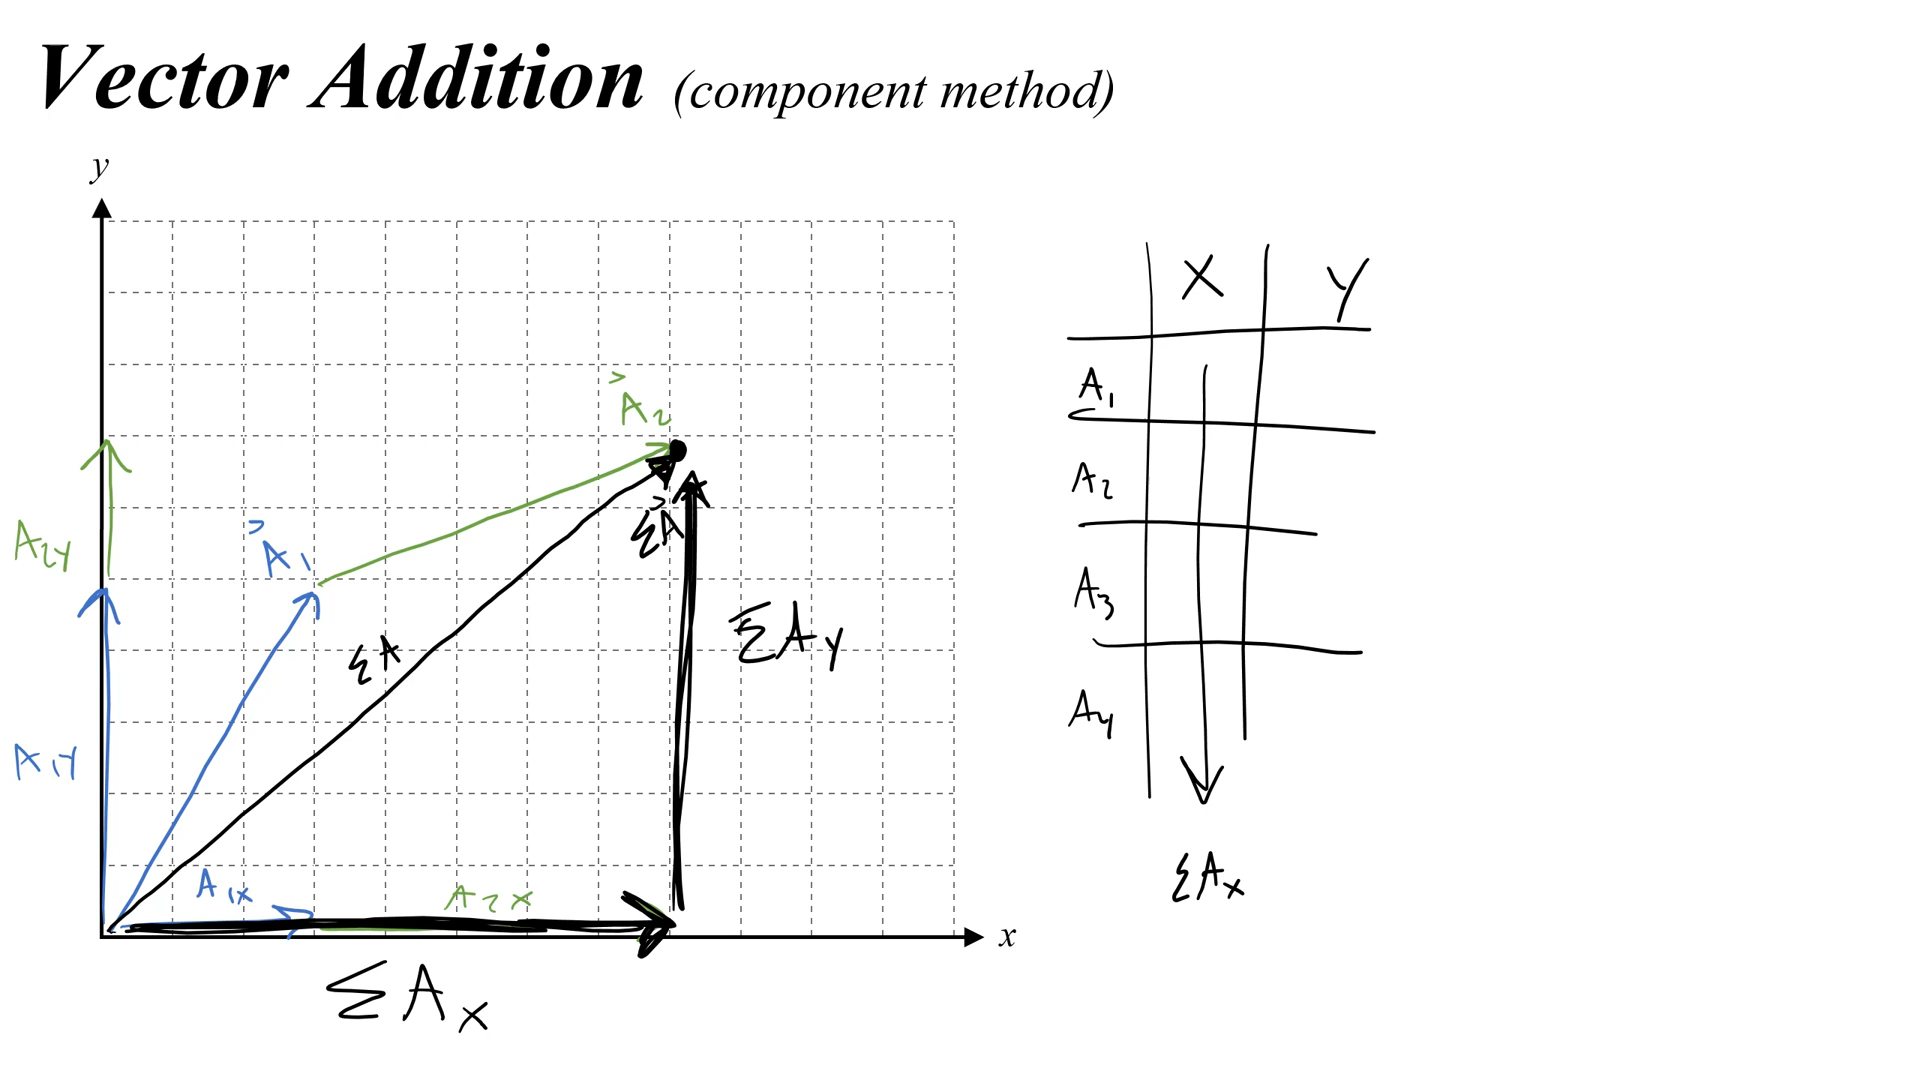 Vector Addition (component method)
y
X Y
A₁
A₂
A₂
A₂Y
A₁
ΣA
A₃
ΣA
ΣAY
A₄
A₁Y
A₁X
A₂X
ΣAX
x
ΣAX